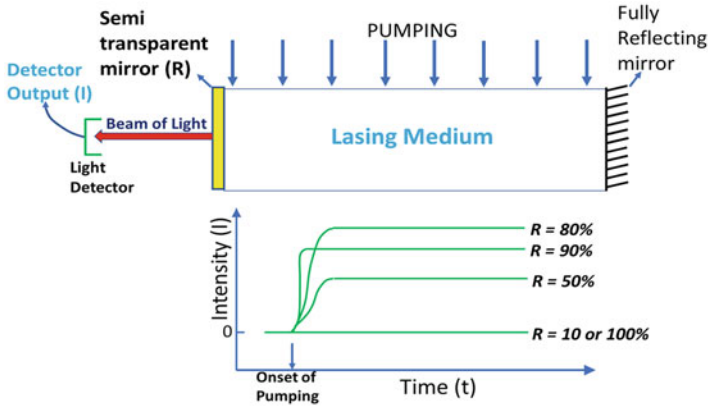 Semi
transparent
mirror (R)
PUMPING
Fully
Reflecting
mirror
Detector
Output (I)
Beam of Light
Light
Detector
Lasing Medium
Intensity (I)
R = 80%
R = 90%
R = 50%
0
R = 10 or 100%
Onset of
Pumping
Time (t)